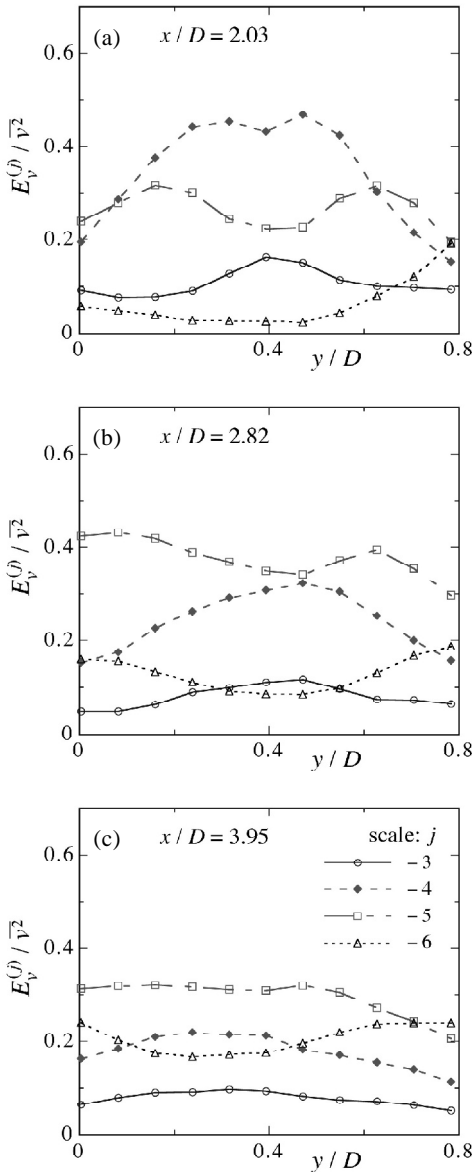 (a) x / D = 2.03
E_v^(j) / v̅²
0.6
0.4
0.2
0
0 0.4 0.8
y / D
(b) x / D = 2.82
E_v^(j) / v̅²
0.6
0.4
0.2
0
0 0.4 0.8
y / D
(c) x / D = 3.95
scale: j
−3
−4
−5
−6
E_v^(j) / v̅²
0.6
0.4
0.2
0
0 0.4 0.8
y / D